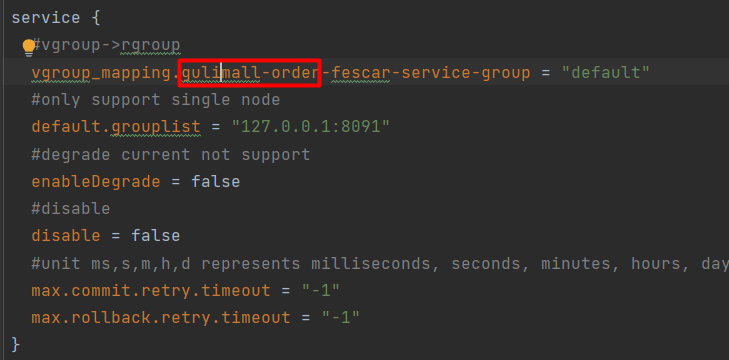 service {
#vgroup->rgroup
vgroup_mapping.gulimall-order-fescar-service-group = "default"
#only support single node
default.grouplist = "127.0.0.1:8091"
#degrade current not support
enableDegrade = false
#disable
disable = false
#unit ms,s,m,h,d represents milliseconds, seconds, minutes, hours, day
max.commit.retry.timeout = "-1"
max.rollback.retry.timeout = "-1"
}